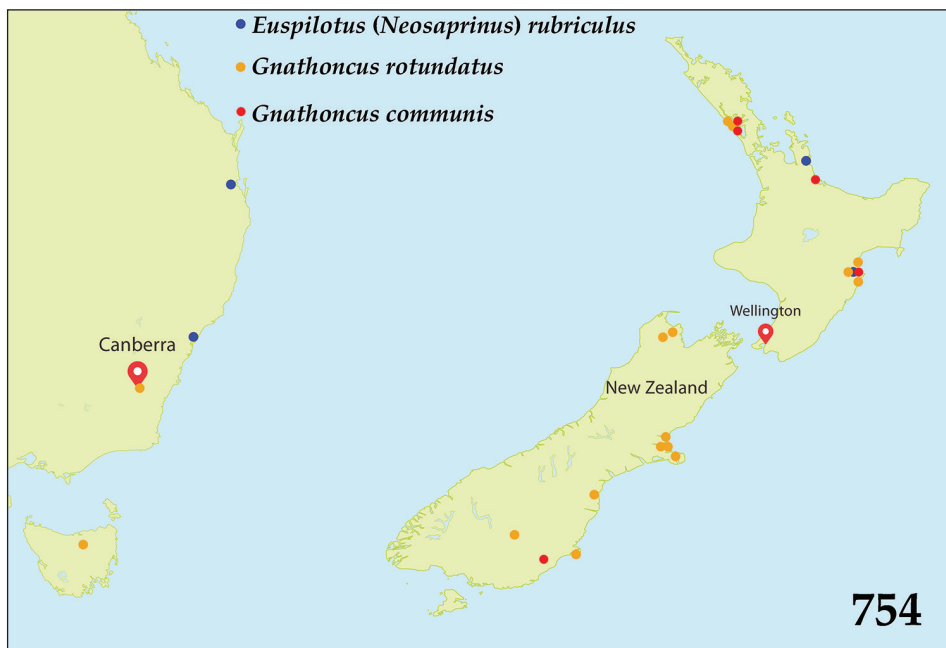 Euspilotus (Neosaprinus) rubriculus
Gnathoncus rotundatus
Gnathoncus communis
Wellington
Canberra
New Zealand
754